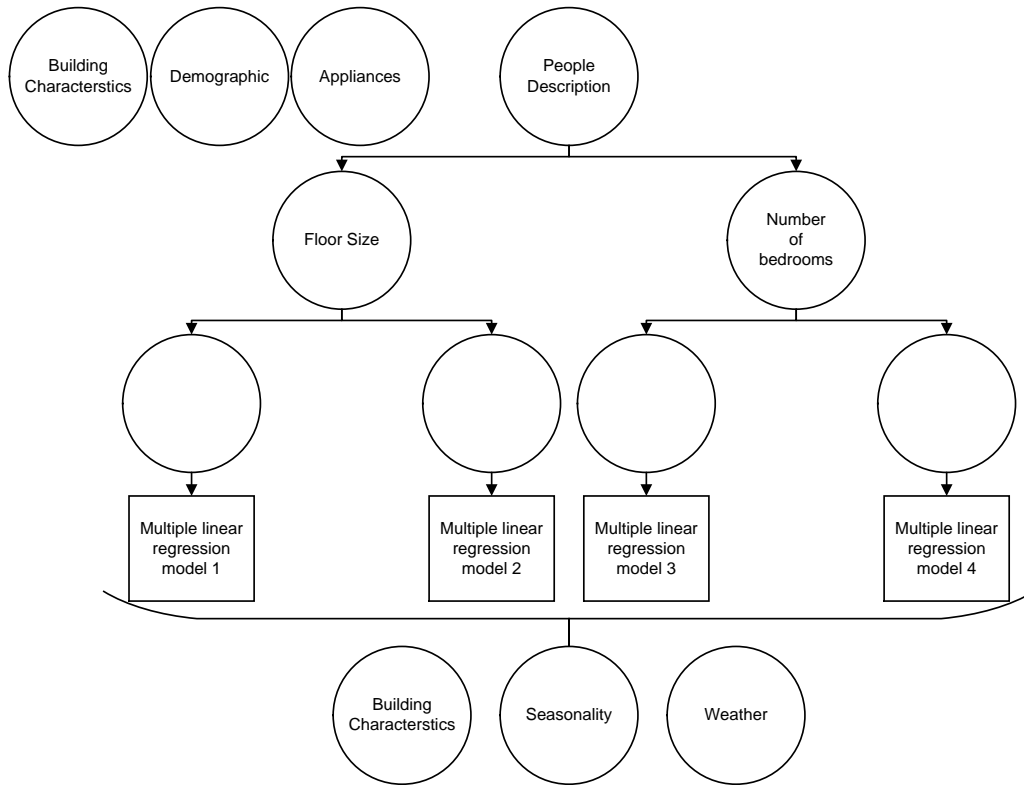 Building
Characterstics
Demographic
Appliances
People
Description
Floor Size
Number
of
bedrooms
Multiple linear
regression
model 1
Multiple linear
regression
model 2
Multiple linear
regression
model 3
Multiple linear
regression
model 4
Building
Characterstics
Seasonality
Weather